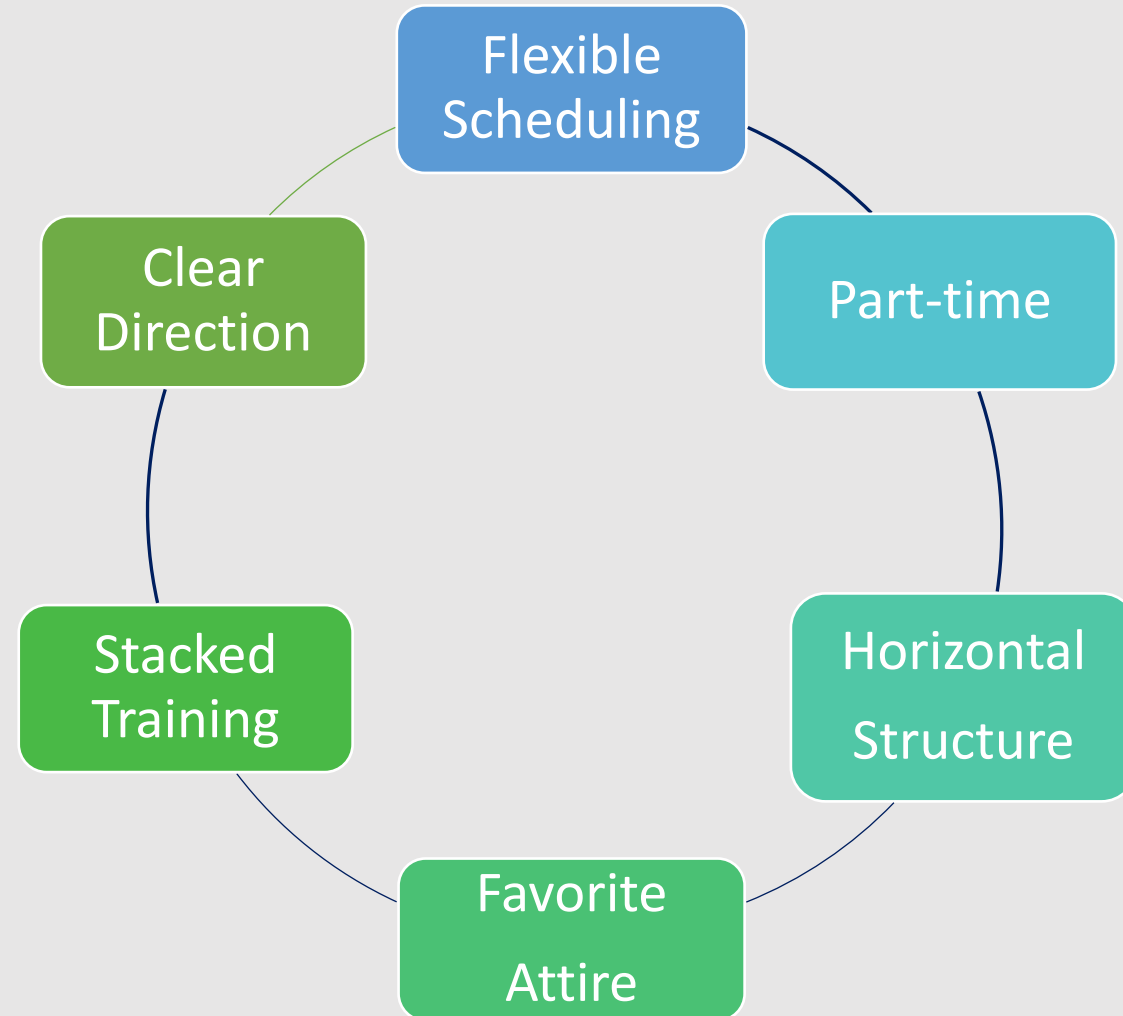 Flexible
Scheduling
Part-time
Horizontal
Structure
Favorite
Attire
Stacked
Training
Clear
Direction